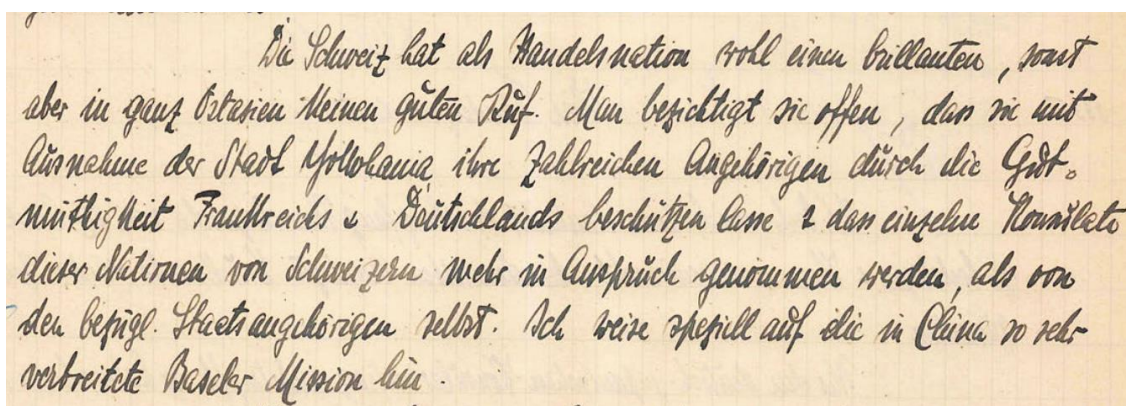 Die Schweiz hat als Handelsnation wohl einen brillanten, sonst
aber in ganz Ostasien keinen guten Ruf. Man bezichtigt sie offen, dass sie mit
Ausnahme der Stadt Yokohama, ihre zahlreichen Angehörigen durch die Gut=
müthigkeit Frankreichs & Deutschlands beschützen lasse & dass einzelne Konsulate
dieser Nationen von Schweizern mehr in Anspruch genommen werden, als von
den bezügl. Staatsangehörigen selbst. Ich weise speziell auf die in China so sehr
verbreitete Baseler Mission hin.